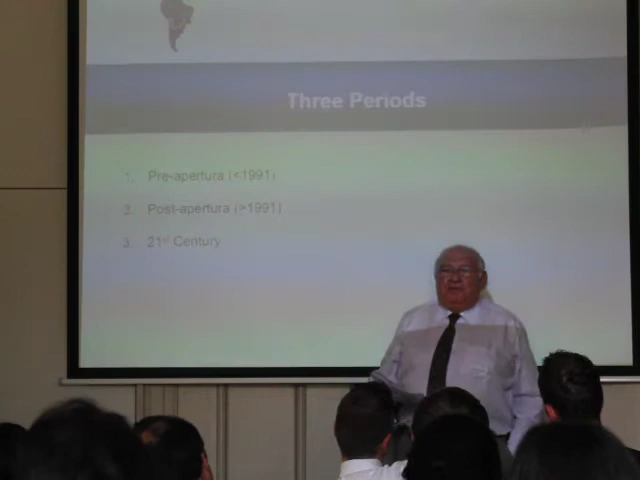 Three Periods
1. Pre-apertura (<1991)
2. Post-apertura (>1991)
3. 21st Century